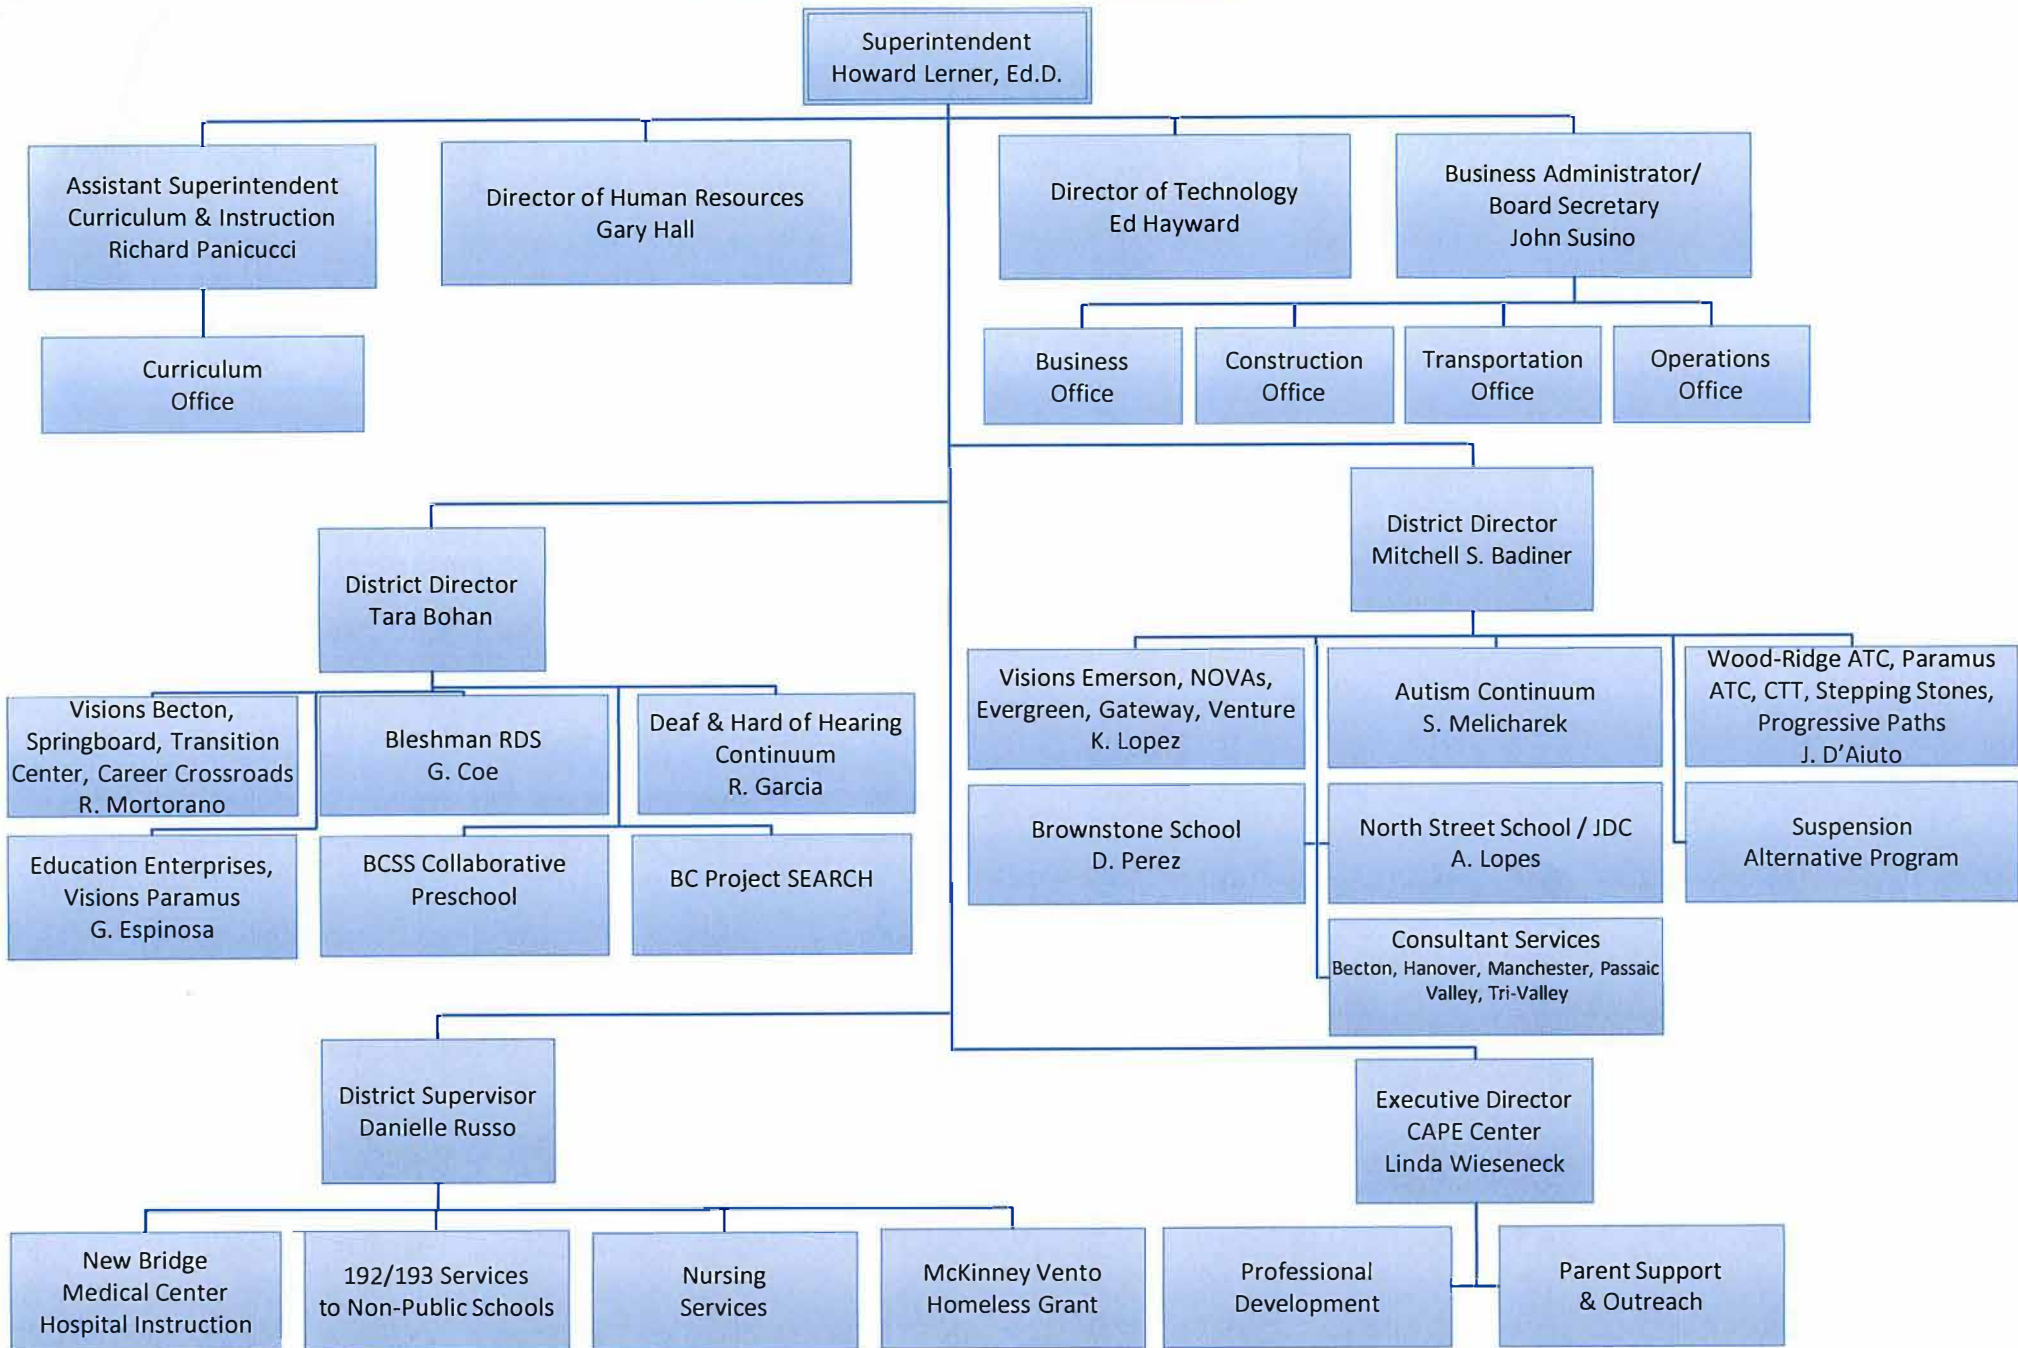 Superintendent
Howard Lerner, Ed.D.
Assistant Superintendent
Curriculum & Instruction
Richard Panicucci
Director of Human Resources
Gary Hall
Director of Technology
Ed Hayward
Business Administrator/
Board Secretary
John Susino
Curriculum
Office
Business
Office
Construction
Office
Transportation
Office
Operations
Office
District Director
Tara Bohan
District Director
Mitchell S. Badiner
Visions Becton,
Springboard, Transition
Center, Career Crossroads
R. Mortorano
Bleshman RDS
G. Coe
Deaf & Hard of Hearing
Continuum
R. Garcia
Education Enterprises,
Visions Paramus
G. Espinosa
BCSS Collaborative
Preschool
BC Project SEARCH
Visions Emerson, NOVAs,
Evergreen, Gateway, Venture
K. Lopez
Autism Continuum
S. Melicharek
Wood-Ridge ATC, Paramus
ATC, CTT, Stepping Stones,
Progressive Paths
J. D'Aiuto
Brownstone School
D. Perez
North Street School / JDC
A. Lopes
Suspension
Alternative Program
Consultant Services
Becton, Hanover, Manchester, Passaic
Valley, Tri-Valley
District Supervisor
Danielle Russo
Executive Director
CAPE Center
Linda Wieseneck
New Bridge
Medical Center
Hospital Instruction
192/193 Services
to Non-Public Schools
Nursing
Services
McKinney Vento
Homeless Grant
Professional
Development
Parent Support
& Outreach